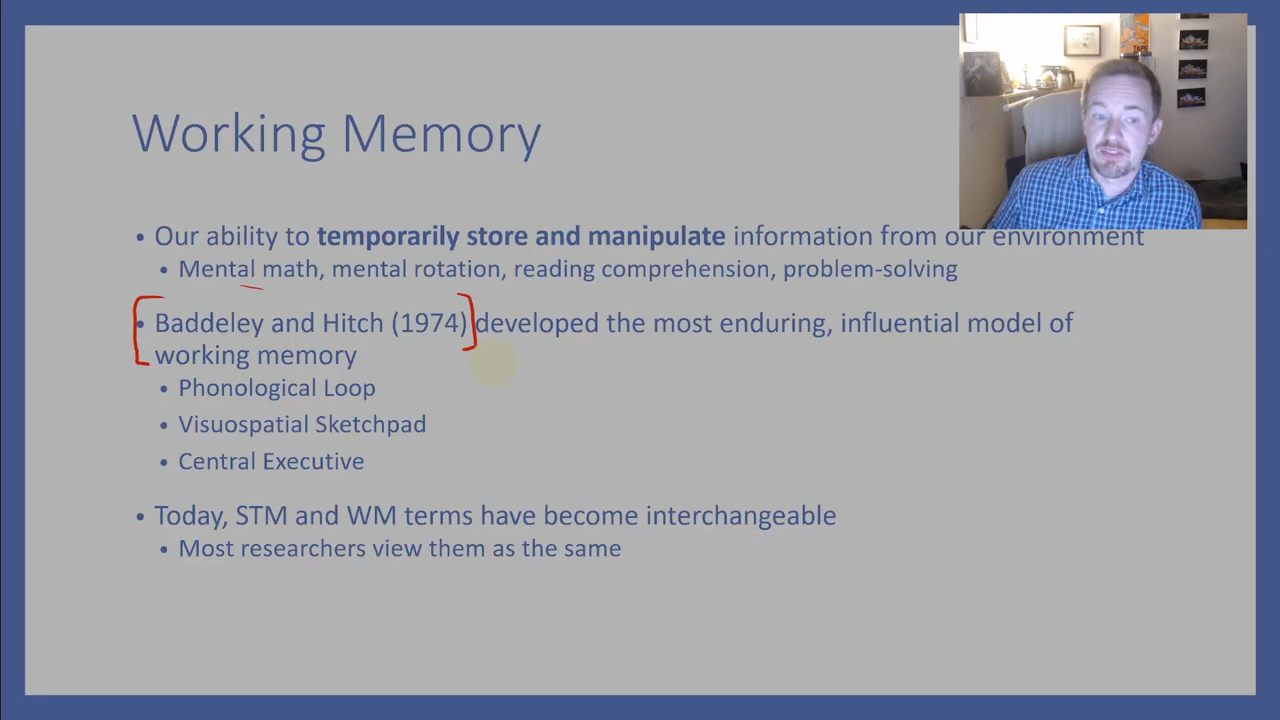 Working Memory
• Our ability to temporarily store and manipulate information from our environment
• Mental math, mental rotation, reading comprehension, problem-solving
• Baddeley and Hitch (1974) developed the most enduring, influential model of
working memory
• Phonological Loop
• Visuospatial Sketchpad
• Central Executive
• Today, STM and WM terms have become interchangeable
• Most researchers view them as the same
TAPE